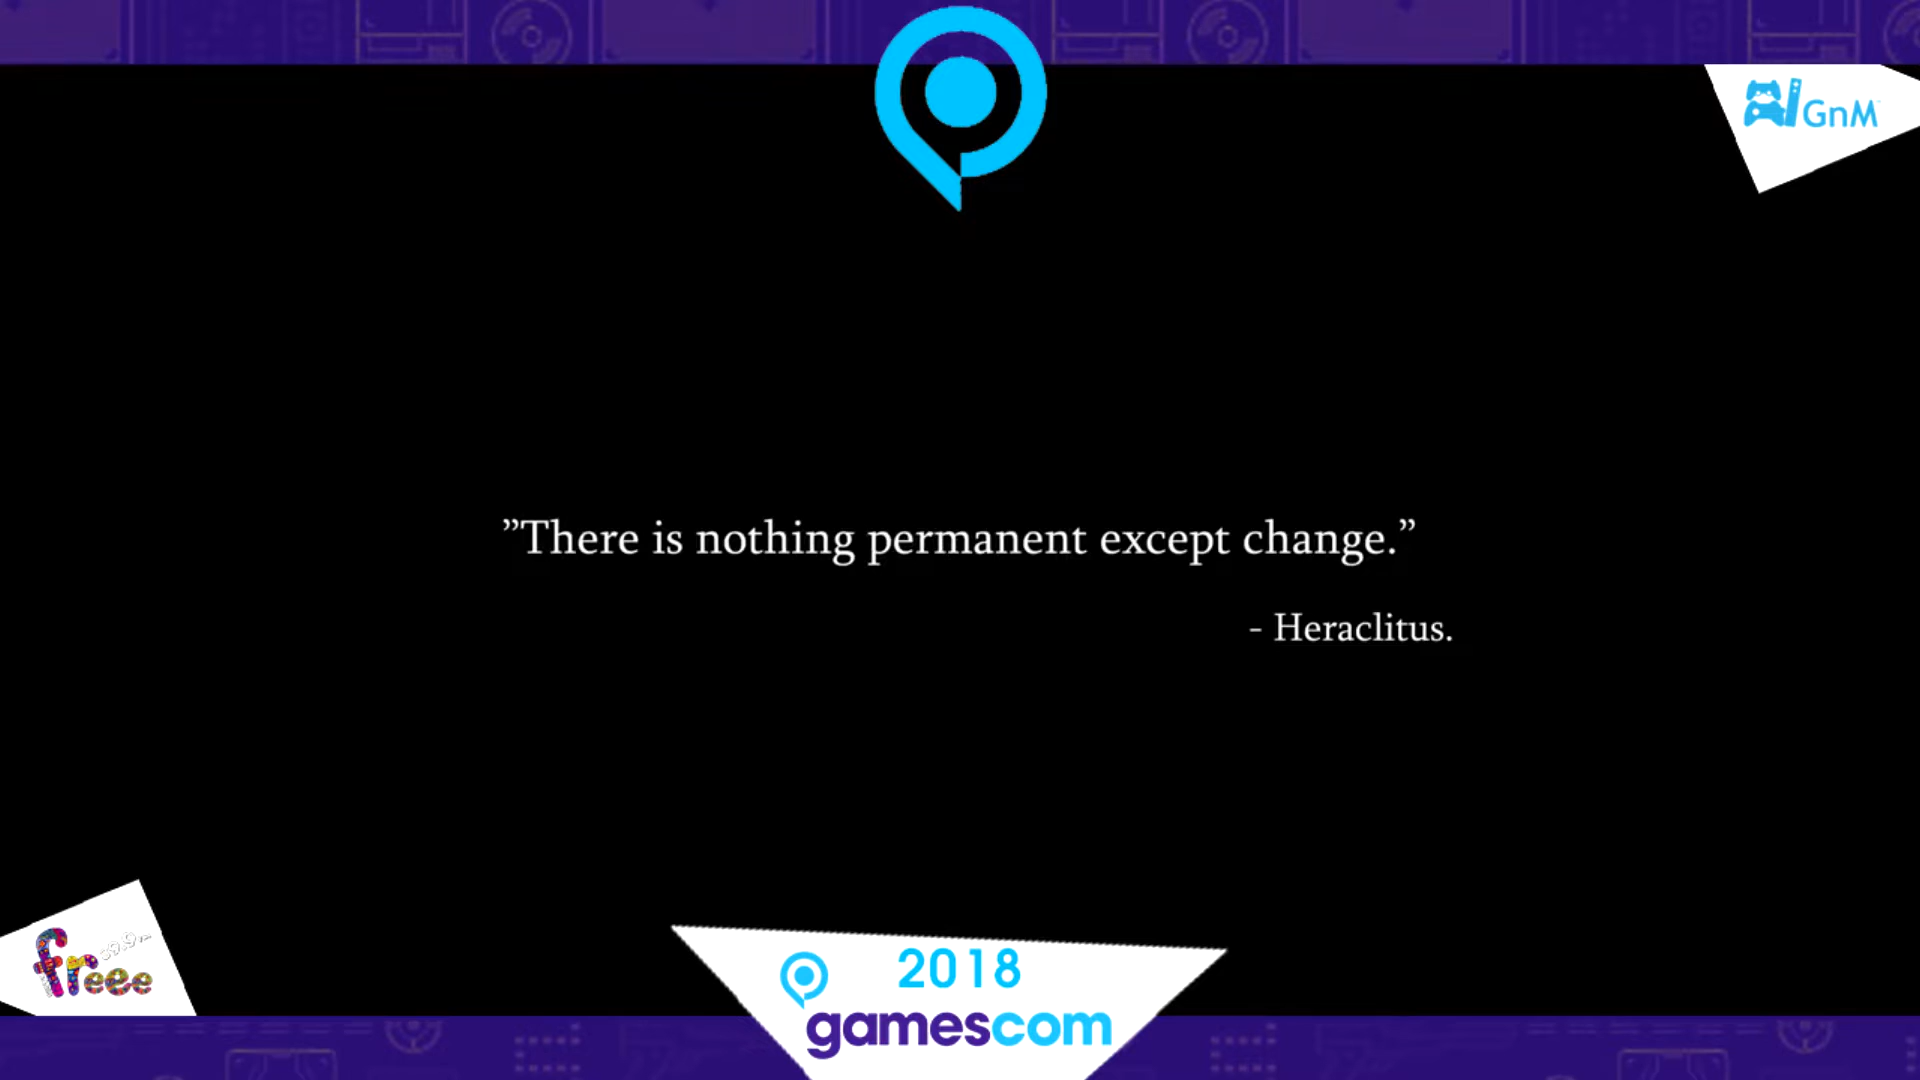 GnM
”There is nothing permanent except change.”
- Heraclitus.
freee
2018
gamescom